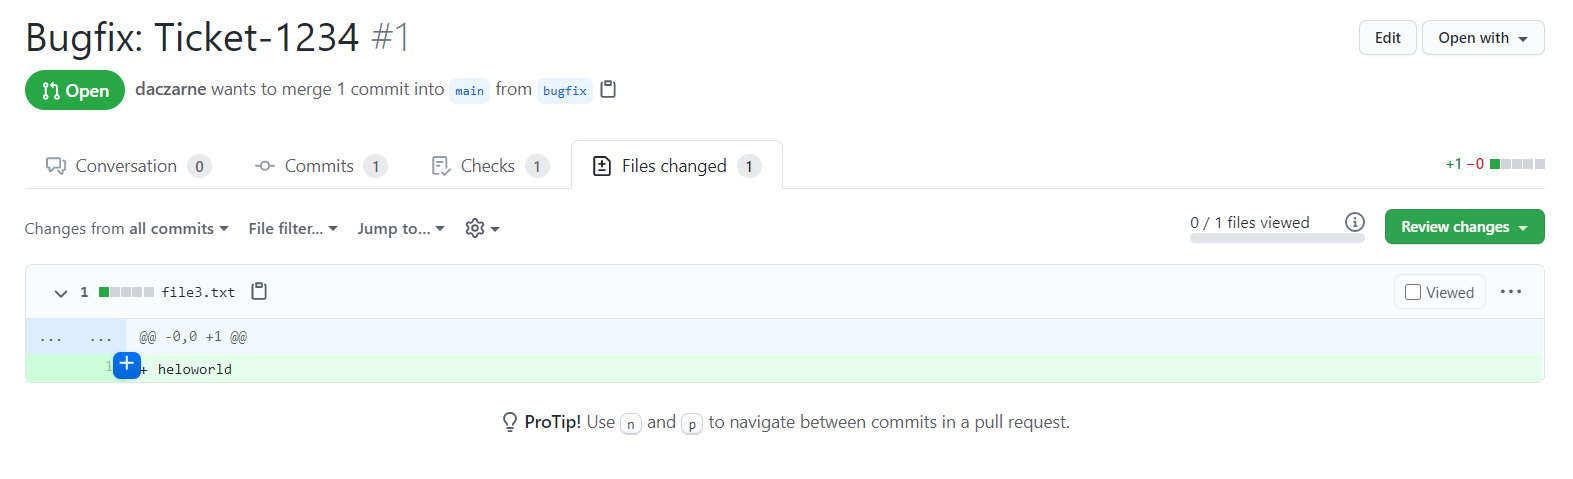 Bugfix: Ticket-1234 #1
Edit
Open with
Open
daczarne wants to merge 1 commit into main from bugfix
Conversation 0
Commits 1
Checks 1
Files changed 1
+1 −0
Changes from all commits
File filter...
Jump to...
0 / 1 files viewed
Review changes
1 file3.txt
Viewed
...
... ... @@ -0,0 +1 @@
1 + heloworld
ProTip! Use n and p to navigate between commits in a pull request.